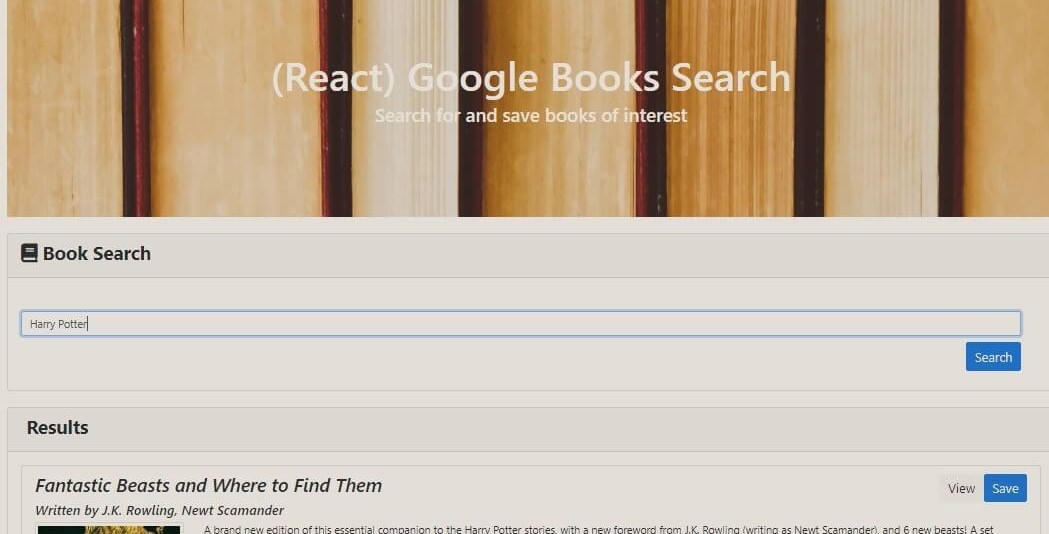 (React) Google Books Search
Search for and save books of interest
Book Search
Harry Potter
Search
Results
Fantastic Beasts and Where to Find Them
View Save
Written by J.K. Rowling, Newt Scamander
A brand new edition of this essential companion to the Harry Potter stories, with a new foreword from J.K. Rowling (writing as Newt Scamander), and 6 new beasts! A set